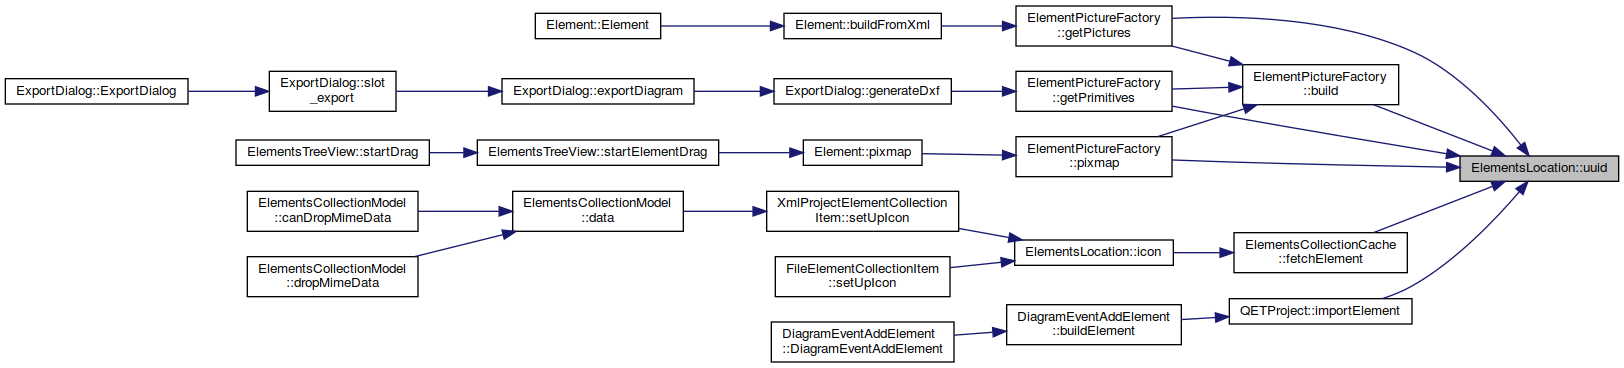 Element::Element
Element::buildFromXml
ElementPictureFactory
::getPictures
ExportDialog::ExportDialog
ExportDialog::slot
_export
ExportDialog::exportDiagram
ExportDialog::generateDxf
ElementPictureFactory
::getPrimitives
ElementPictureFactory
::build
ElementsTreeView::startDrag
ElementsTreeView::startElementDrag
Element::pixmap
ElementPictureFactory
::pixmap
ElementsLocation::uuid
ElementsCollectionModel
::canDropMimeData
ElementsCollectionModel
::data
XmlProjectElementCollection
Item::setUpIcon
ElementsLocation::icon
ElementsCollectionCache
::fetchElement
ElementsCollectionModel
::dropMimeData
FileElementCollectionItem
::setUpIcon
DiagramEventAddElement
::DiagramEventAddElement
DiagramEventAddElement
::buildElement
QETProject::importElement